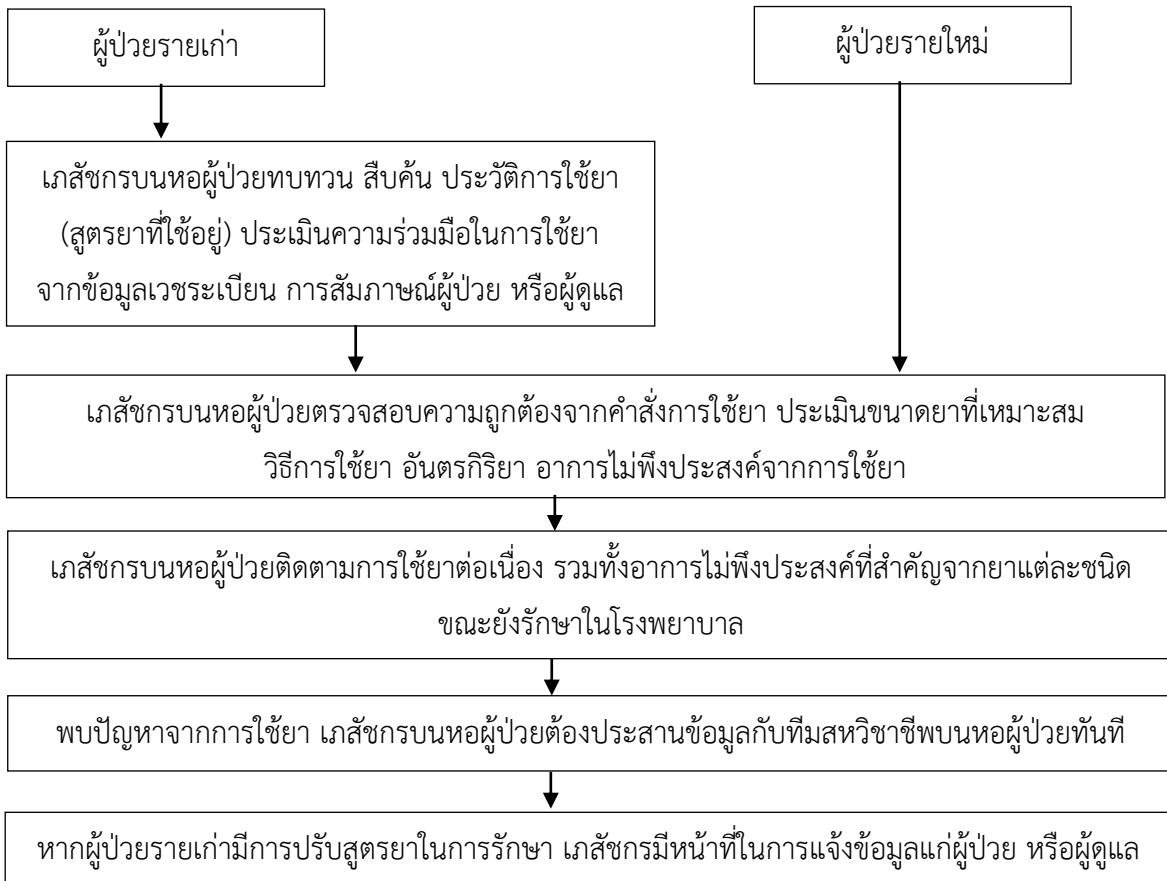 ผู้ป่วยรายเก่า
ผู้ป่วยรายใหม่
เภสัชกรบนหอผู้ป่วยทบทวน สืบค้น ประวัติการใช้ยา
(สูตรยาที่ใช้อยู่) ประเมินความร่วมมือในการใช้ยา
จากข้อมูลเวชระเบียน การสัมภาษณ์ผู้ป่วย หรือผู้ดูแล
เภสัชกรบนหอผู้ป่วยตรวจสอบความถูกต้องจากคำสั่งการใช้ยา ประเมินขนาดยาที่เหมาะสม
วิธีการใช้ยา อันตรกิริยา อาการไม่พึงประสงค์จากการใช้ยา
เภสัชกรบนหอผู้ป่วยติดตามการใช้ยาต่อเนื่อง รวมทั้งอาการไม่พึงประสงค์ที่สำคัญจากยาแต่ละชนิด
ขณะยังรักษาในโรงพยาบาล
พบปัญหาจากการใช้ยา เภสัชกรบนหอผู้ป่วยต้องประสานข้อมูลกับทีมสหวิชาชีพบนหอผู้ป่วยทันที
หากผู้ป่วยรายเก่ามีการปรับสูตรยาในการรักษา เภสัชกรมีหน้าที่ในการแจ้งข้อมูลแก่ผู้ป่วย หรือผู้ดูแล